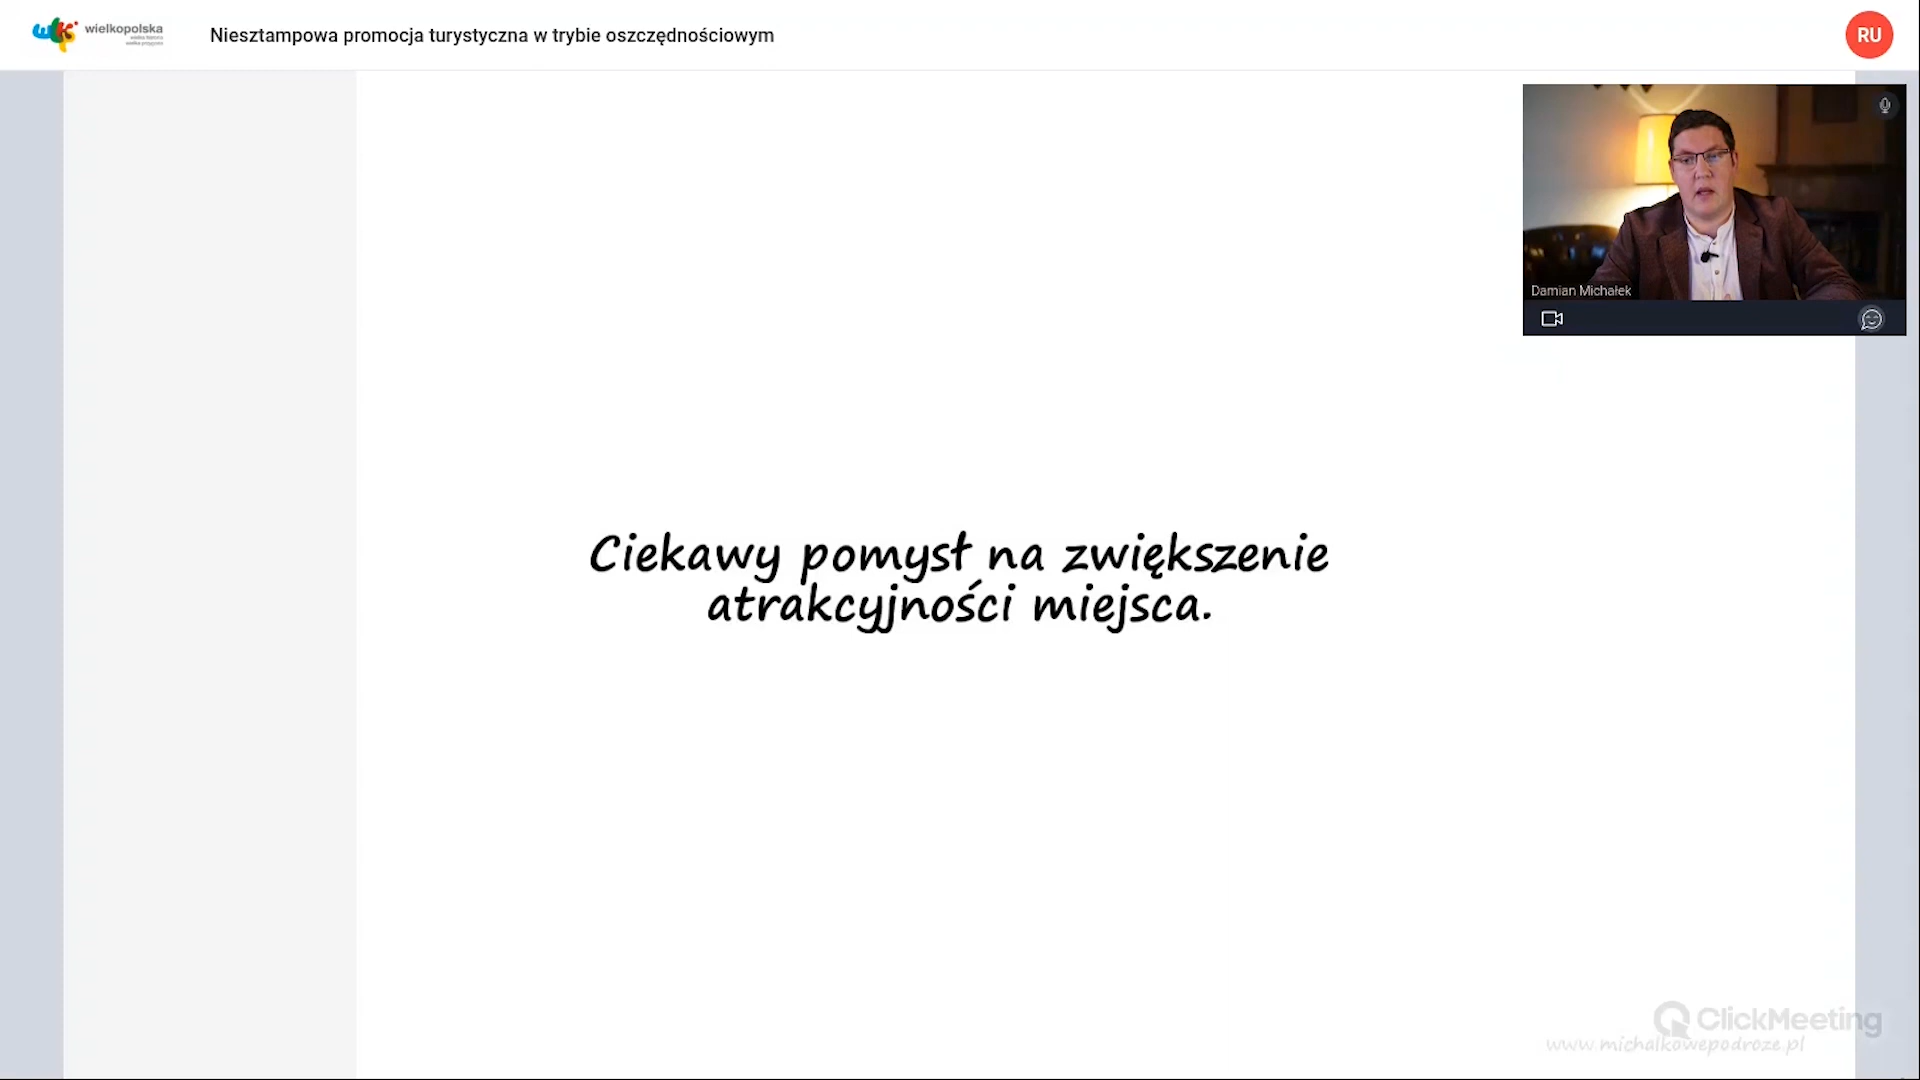 wielkopolska
Niesztampowa promocja turystyczna w trybie oszczędnościowym
RU
Damian Michałek
Ciekawy pomysł na zwiększenie
atrakcyjności miejsca.
ClickMeeting
www.michalkowepodroze.pl